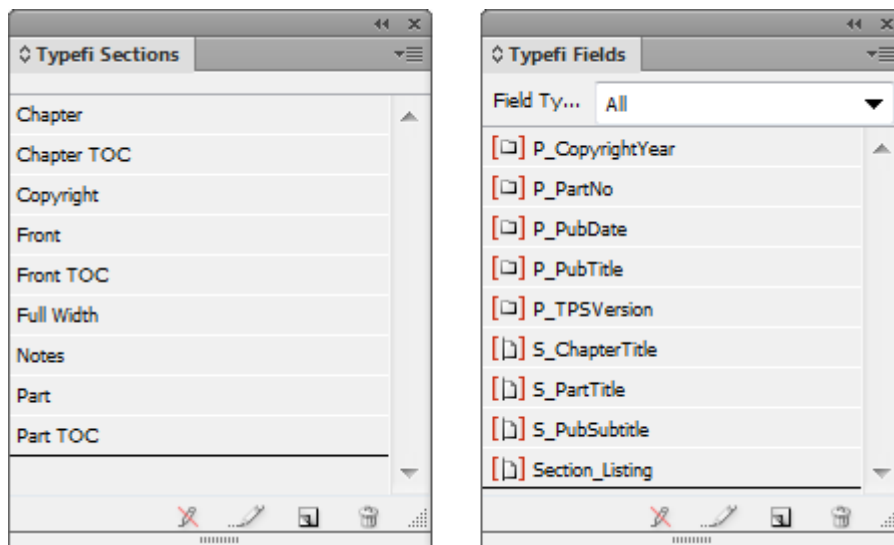 Typefi Sections
Chapter
Chapter TOC
Copyright
Front
Front TOC
Full Width
Notes
Part
Part TOC
Typefi Fields
Field Ty... All
P_CopyrightYear
P_PartNo
P_PubDate
P_PubTitle
P_TPSVersion
S_ChapterTitle
S_PartTitle
S_PubSubtitle
Section_Listing